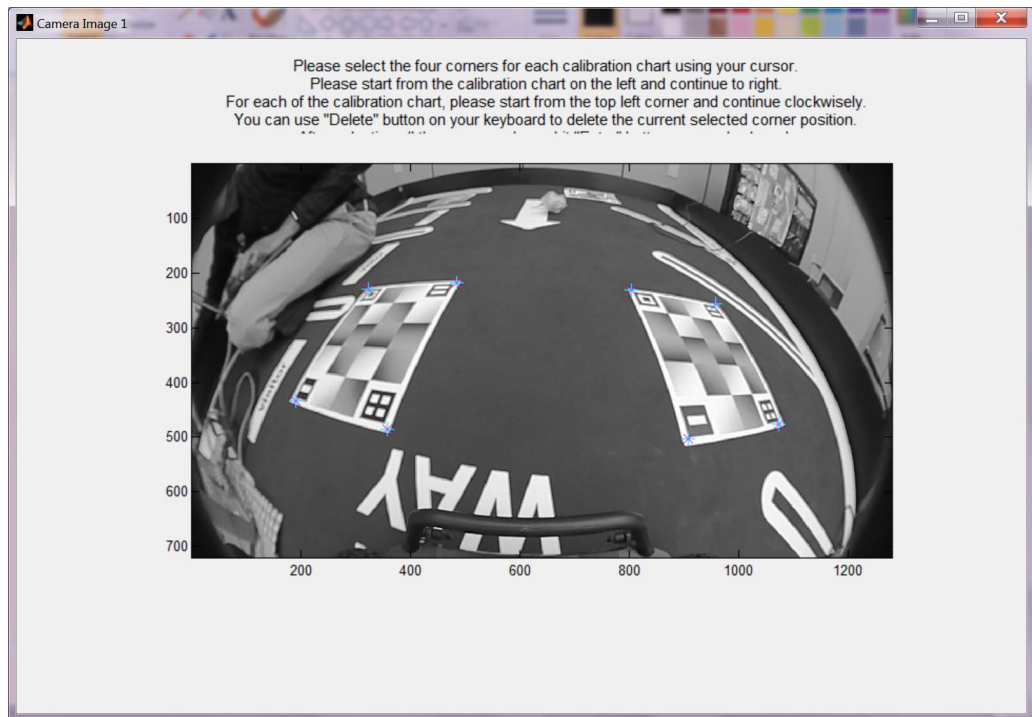 Camera Image 1
Please select the four corners for each calibration chart using your cursor.
Please start from the calibration chart on the left and continue to right.
For each of the calibration chart, please start from the top left corner and continue clockwisely.
You can use "Delete" button on your keyboard to delete the current selected corner position.
100
200
300
400
500
600
700
Visitor
WAY
200
400
600
800
1000
1200